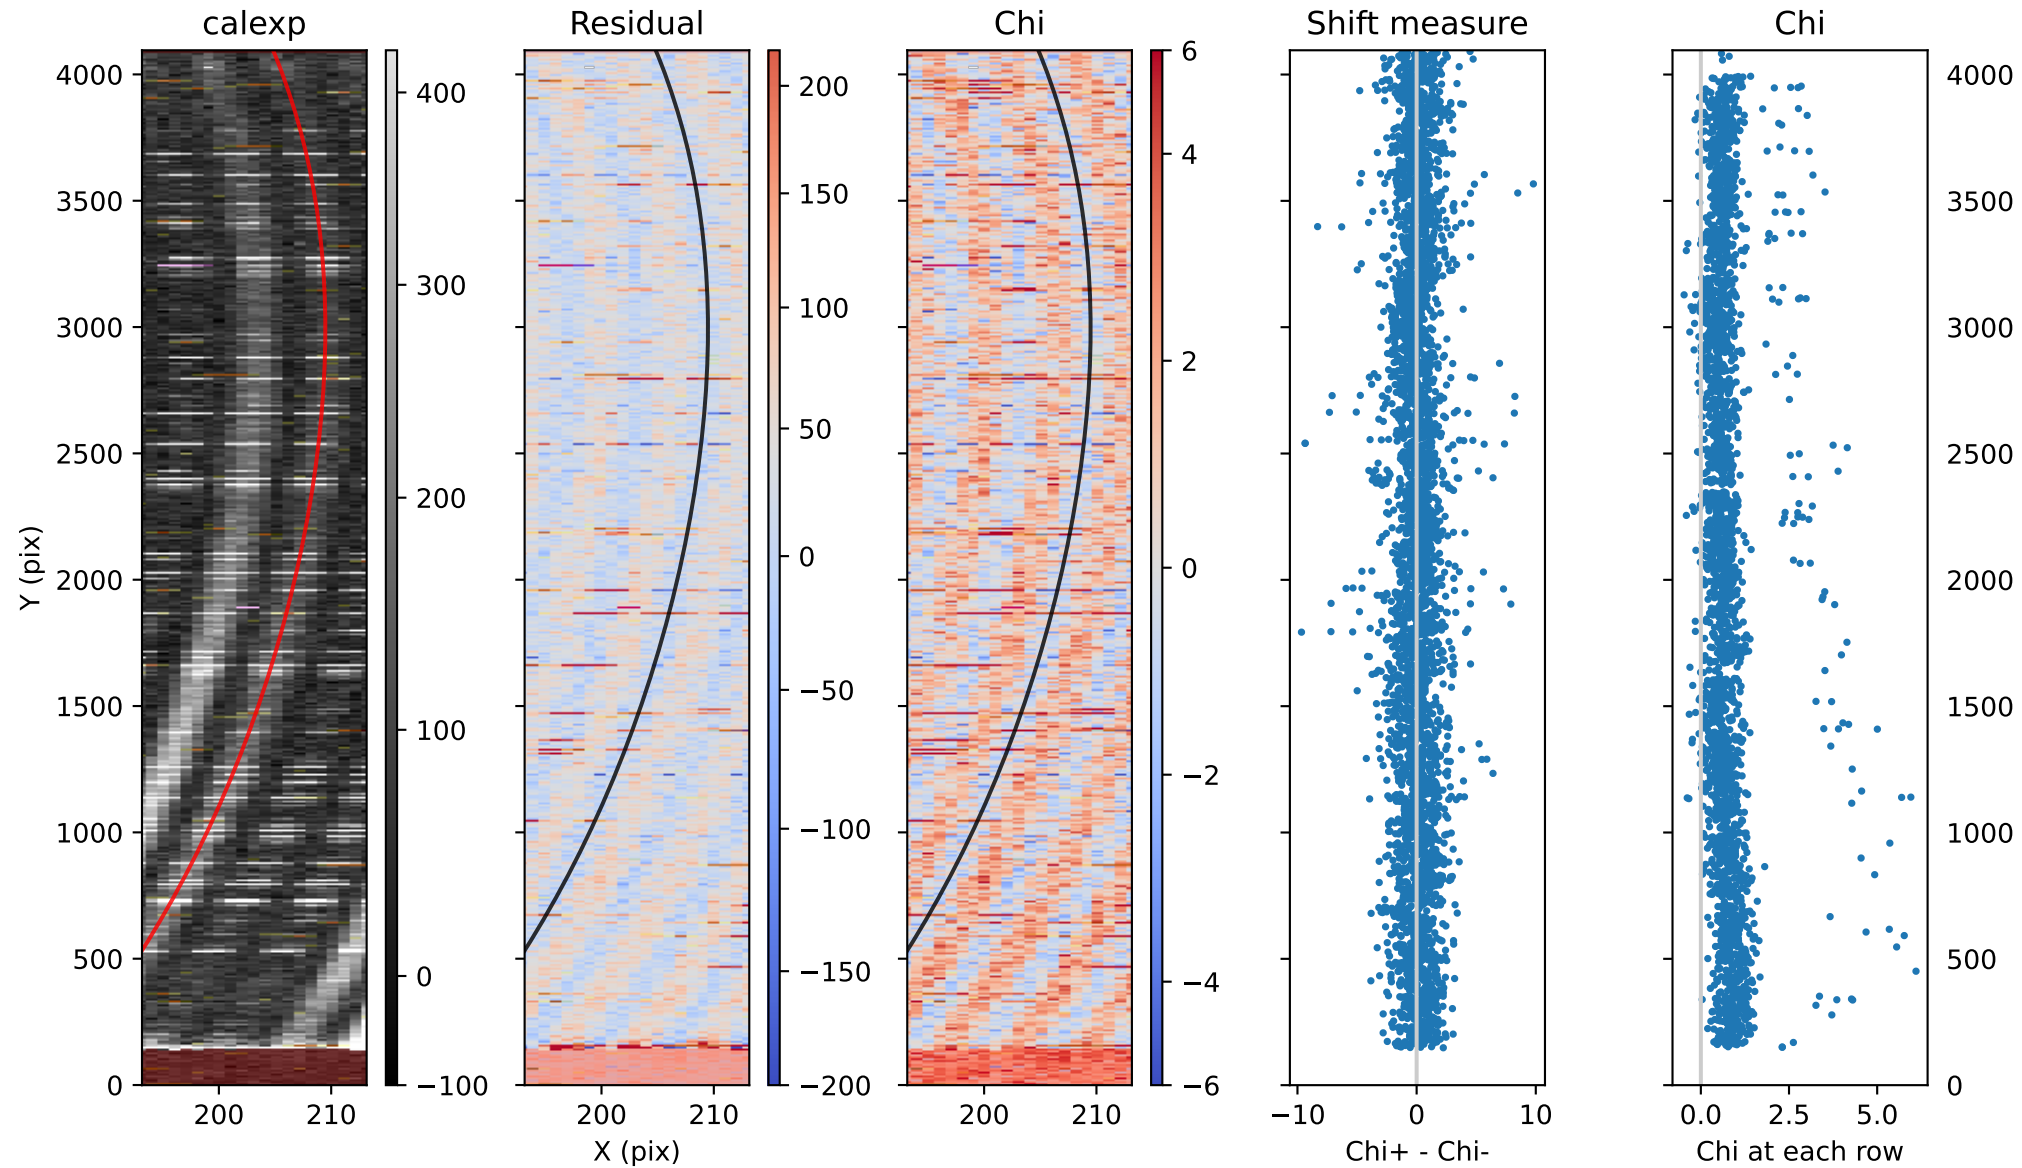 calexp Residual Chi Shift measure Chi
4000 400 200 6 4000
3500 300 150 4 3500
3000 100 2 3000
2500 200 50 0 2500
2000 0 −2 2000
1500 100 −50 −4 1500
1000 −100 1000
500 0 −150 500
0 −100 −200 −6 0
Y (pix)
200 210 200 210 200 210 −10 0 10 0.0 2.5 5.0
X (pix) Chi+ - Chi- Chi at each row